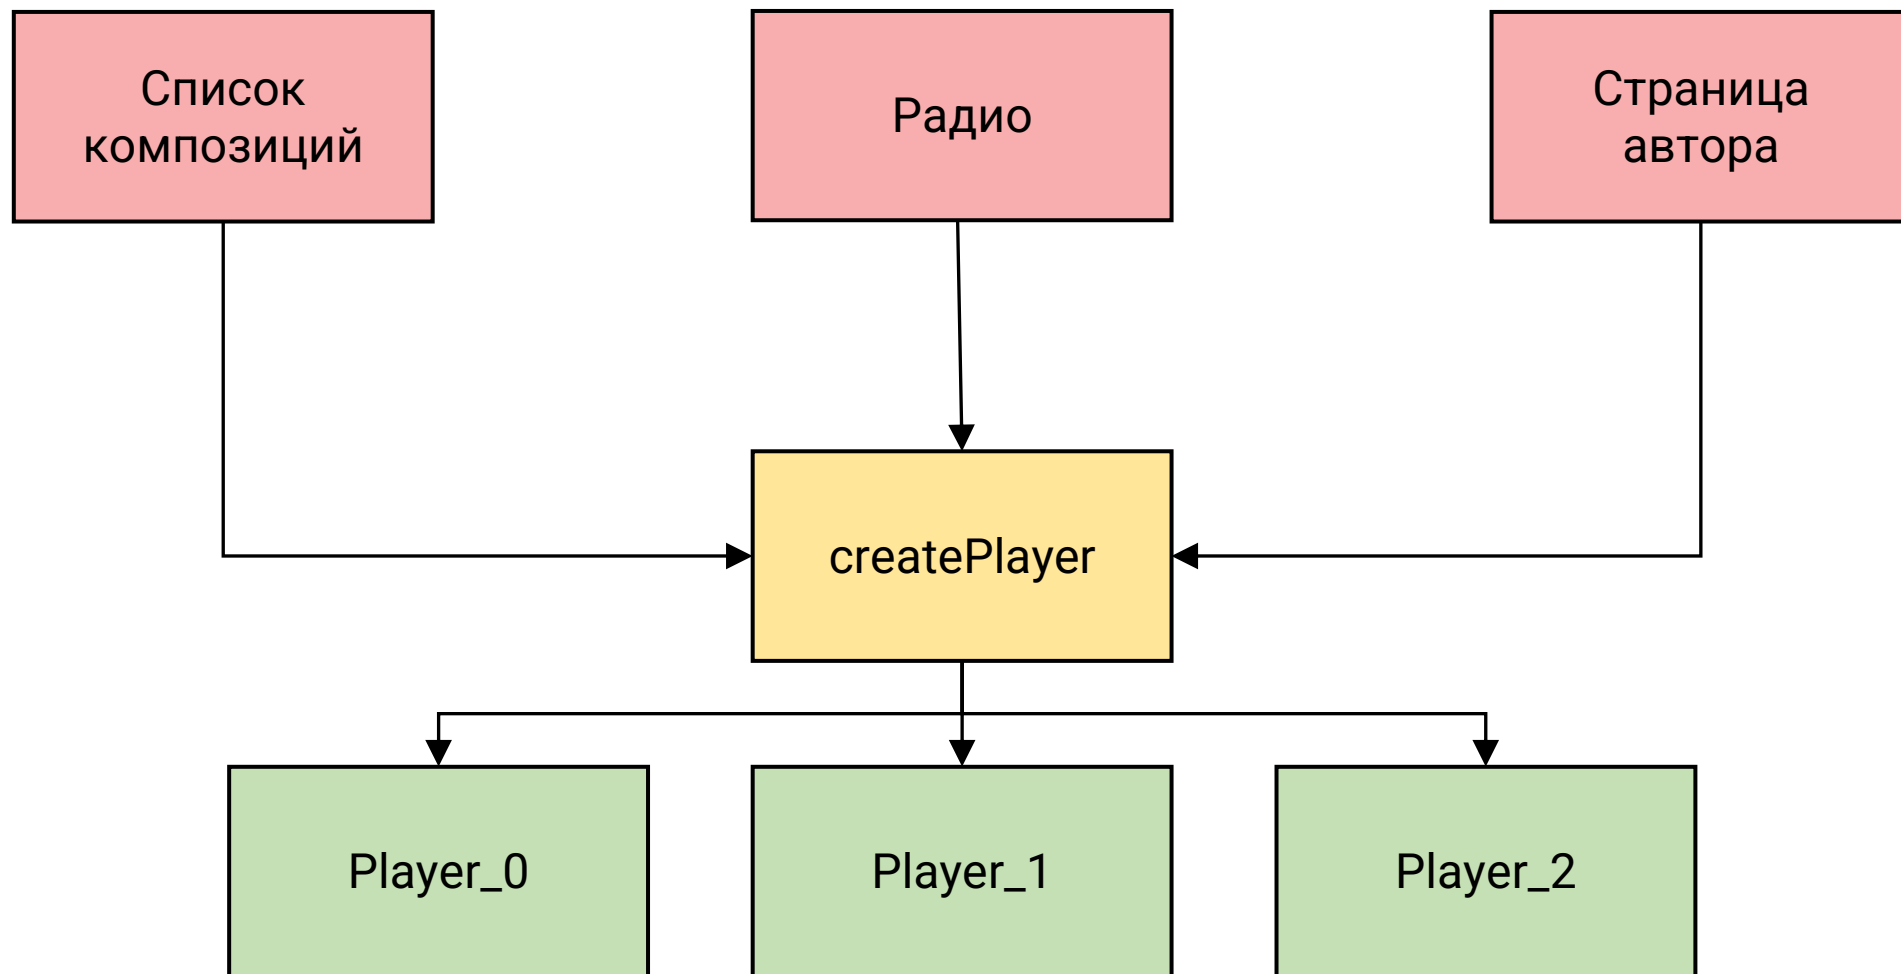 Список
композиций
Радио
Страница
автора
createPlayer
Player_0
Player_1
Player_2